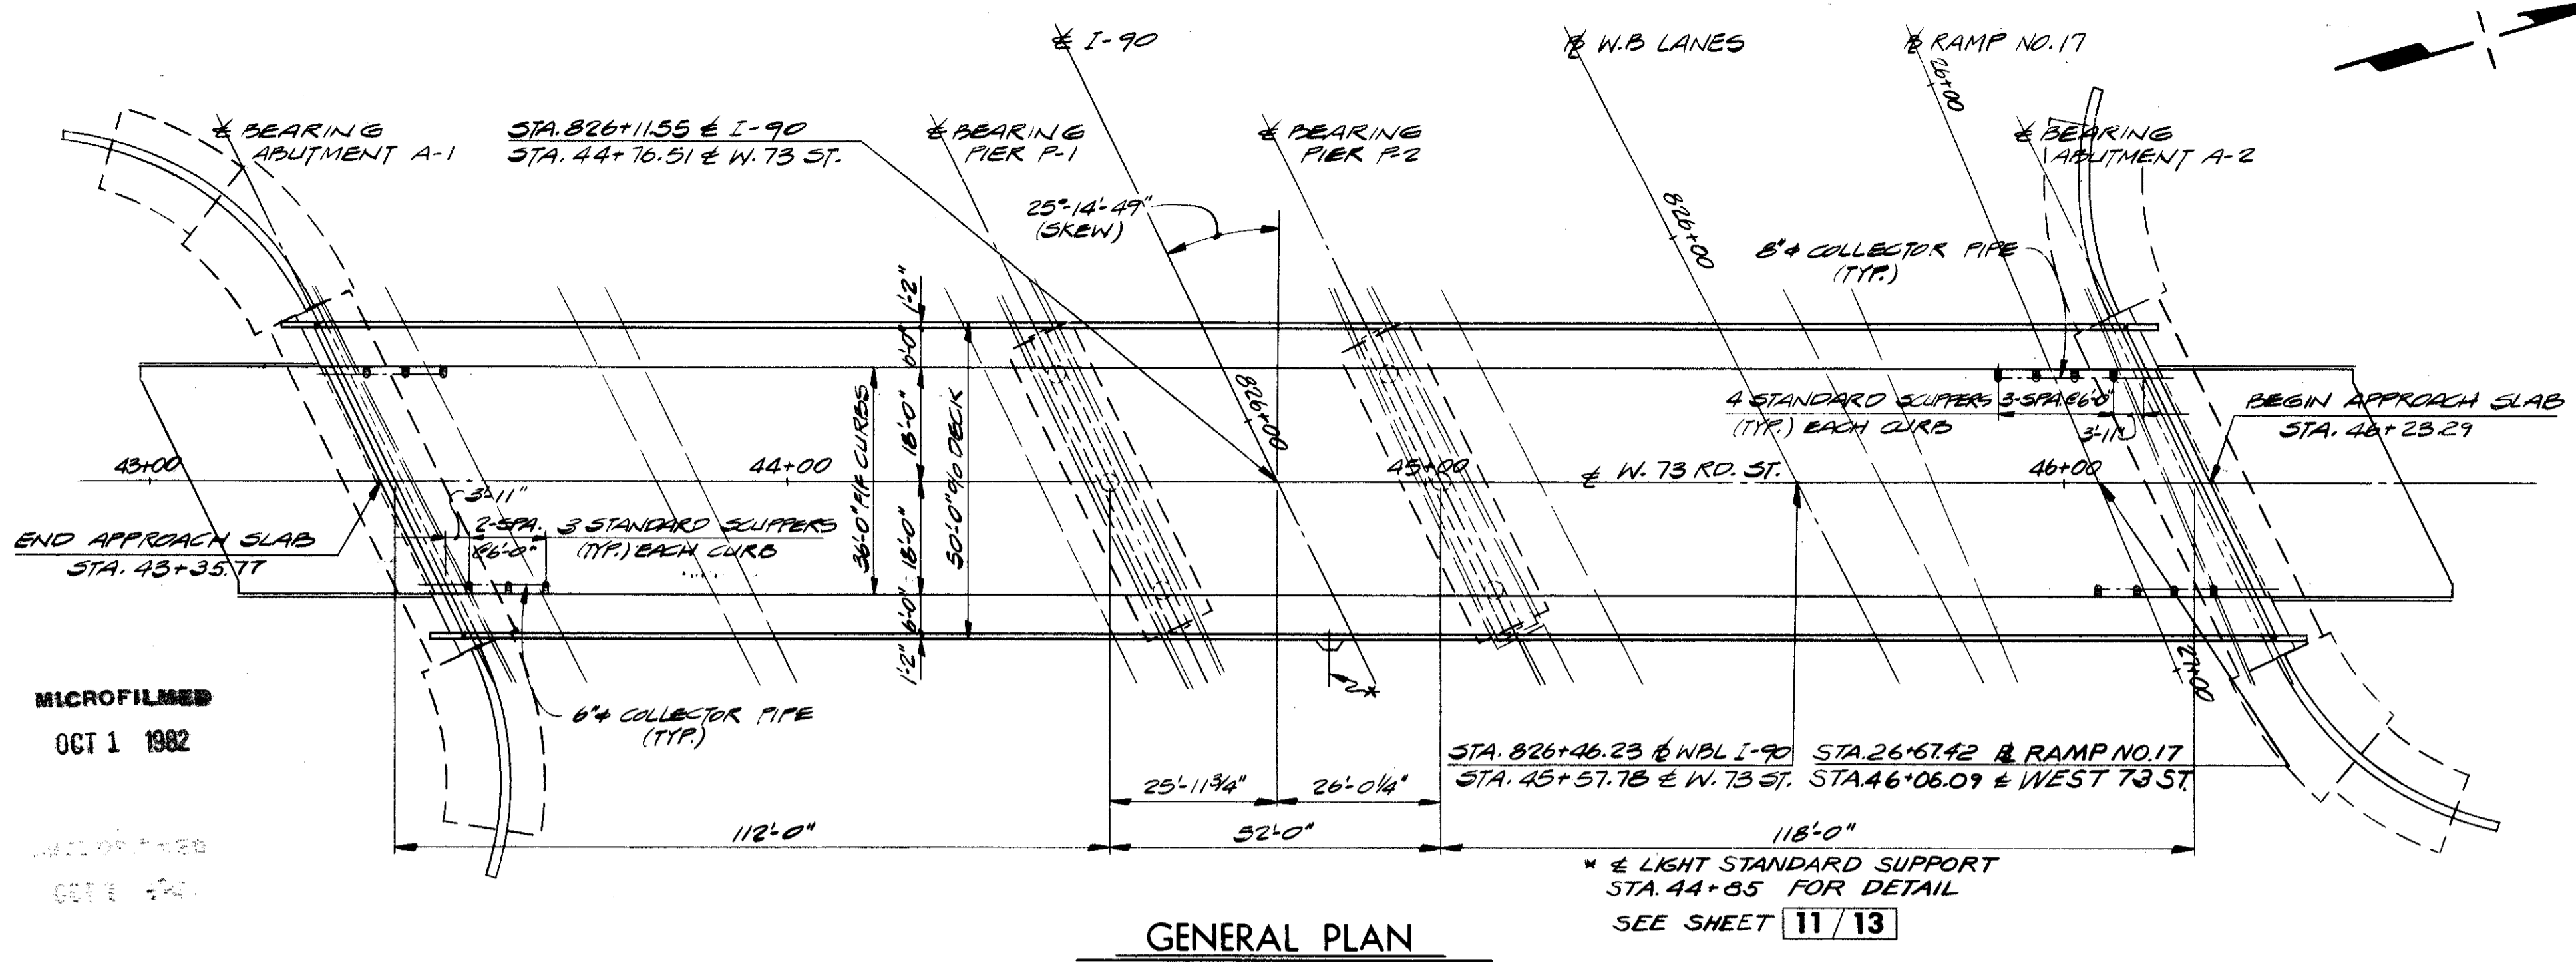 ℄ I-90
℄ W.B LANES
℄ RAMP NO.17
26+00
℄ BEARING
ABUTMENT A-1
STA. 826+11.55 ℄ I-90
STA. 44+76.51 ℄ W. 73 ST.
℄ BEARING
PIER P-1
℄ BEARING
PIER P-2
℄ BEARING
ABUTMENT A-2
25°-14'-49"
(SKEW)
826+00
8"⌀ COLLECTOR PIPE
(TYP.)
1'-2"
6'-0"
18'-0"
36'-0" F/F CURBS
50'-0" O/O DECK
826+00
4 STANDARD SCUPPERS
(TYP.) EACH CURB
3-SPA.@6'-0"
3'-11"
BEGIN APPROACH SLAB
STA. 46+23.29
43+00
44+00
45+00
℄ W. 73 RD. ST.
46+00
END APPROACH SLAB
STA. 43+35.77
3'-11"
2-SPA.
@6'-0"
3 STANDARD SCUPPERS
(TYP.) EACH CURB
18'-0"
6'-0"
1'-2"
2*
27+00
MICROFILMED
OCT 1 1982
6"⌀ COLLECTOR PIPE
(TYP.)
STA. 826+46.23 ℄ WBL I-90
STA. 45+57.78 ℄ W. 73 ST.
STA.26+67.42 ℄ RAMP NO.17
STA.46+06.09 ℄ WEST 73 ST.
25'-11¾"
26'-0¼"
112'-0"
52'-0"
118'-0"
* ℄ LIGHT STANDARD SUPPORT
STA. 44+85 FOR DETAIL
SEE SHEET 11 / 13
GENERAL PLAN